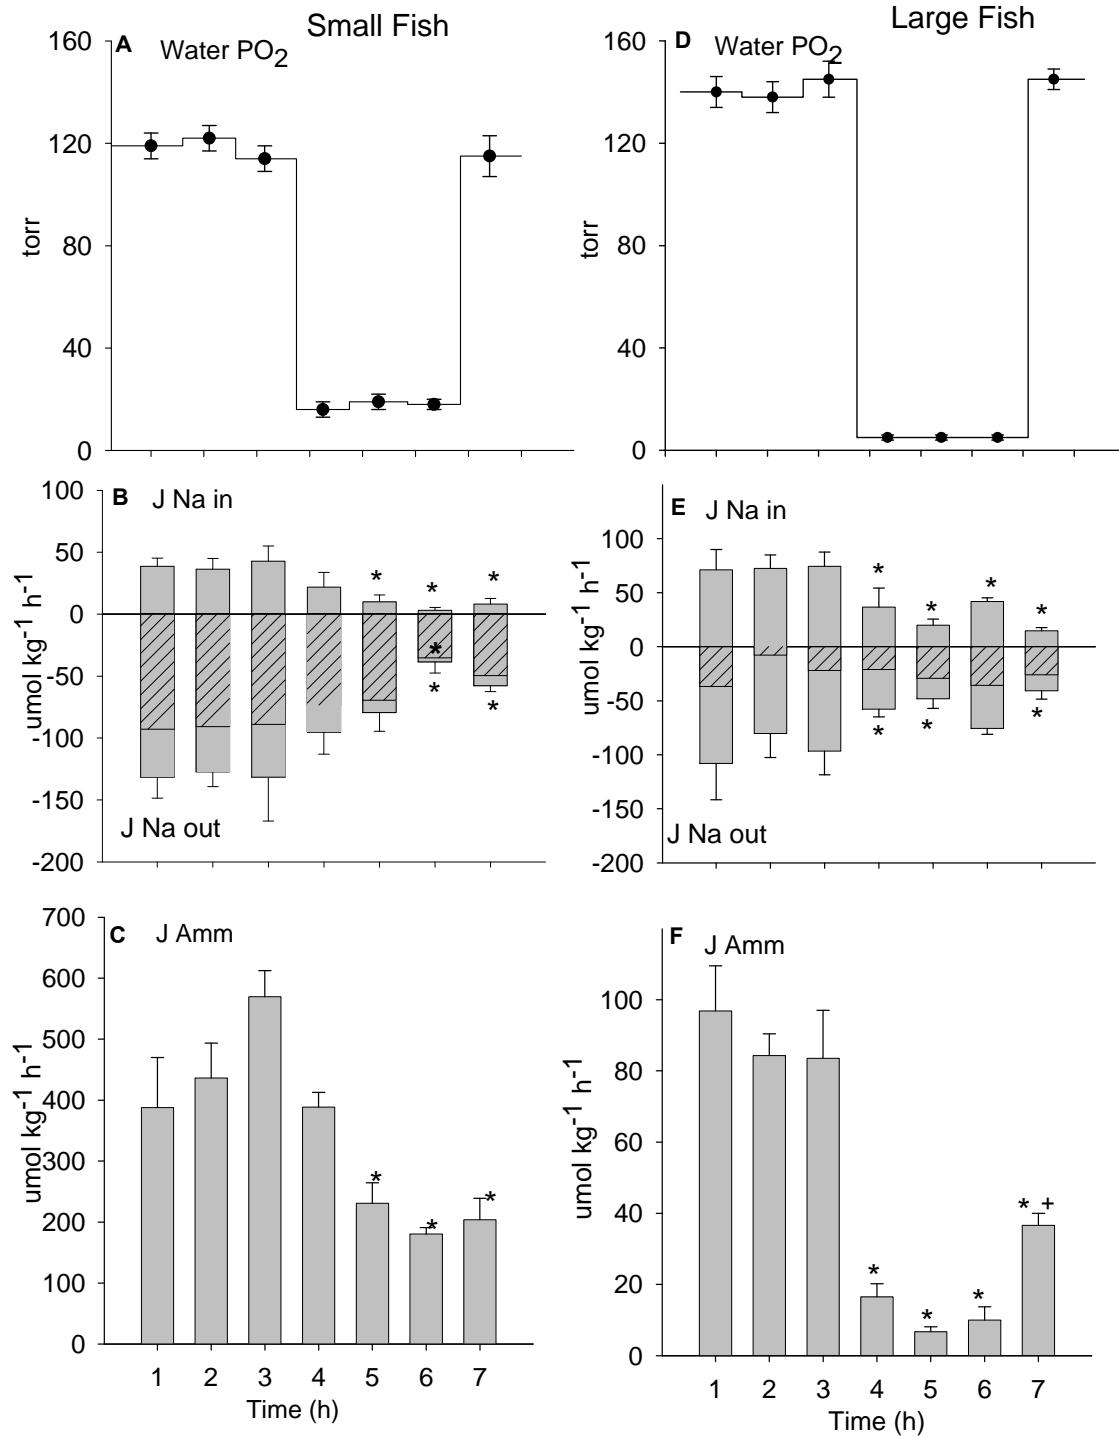 Small Fish
Large Fish
A
Water PO2
160
120
80
40
0
torr
D
Water PO2
160
120
80
40
0
torr
B
J Na in
100
50
0
-50
-100
-150
-200
umol kg-1 h-1
* * *
*
* *
J Na out
E
J Na in
100
50
0
-50
-100
-150
-200
umol kg-1 h-1
* * * *
* * *
J Na out
C
J Amm
700
600
500
400
300
200
100
0
umol kg-1 h-1
* * *
1 2 3 4 5 6 7
Time (h)
F
J Amm
100
80
60
40
20
0
umol kg-1 h-1
* * * * +
1 2 3 4 5 6 7
Time (h)